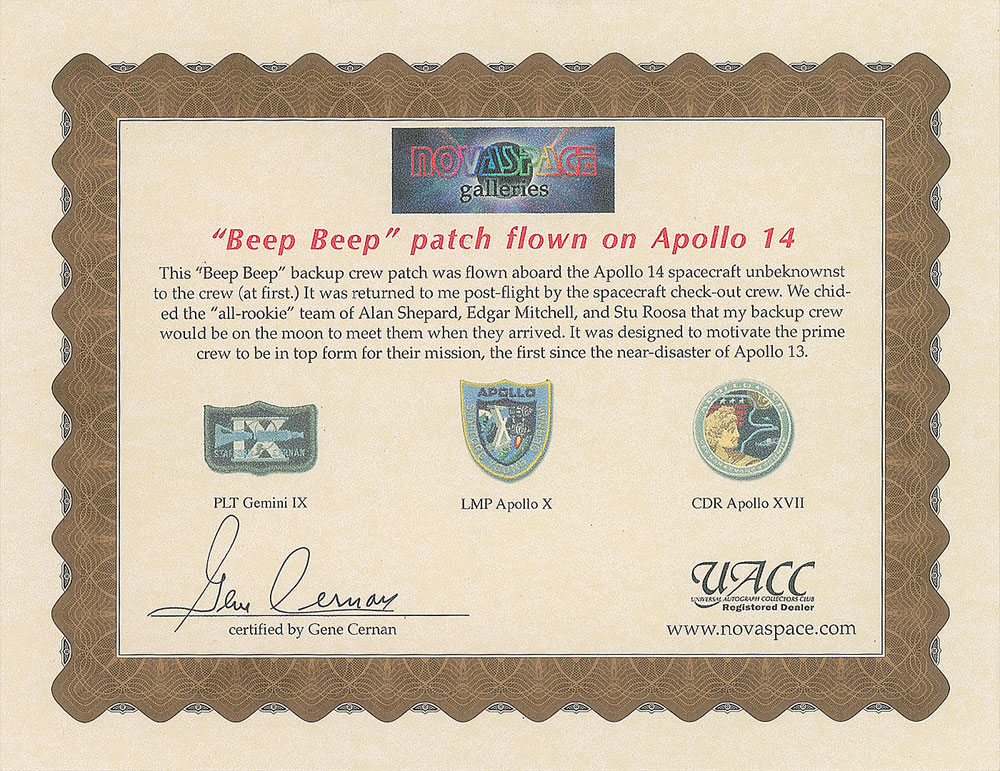 NOVASPACE
galleries
“Beep Beep” patch flown on Apollo 14
This “Beep Beep” backup crew patch was flown aboard the Apollo 14 spacecraft unbeknownst
to the crew (at first.) It was returned to me post-flight by the spacecraft check-out crew. We chid-
ed the “all-rookie” team of Alan Shepard, Edgar Mitchell, and Stu Roosa that my backup crew
would be on the moon to meet them when they arrived. It was designed to motivate the prime
crew to be in top form for their mission, the first since the near-disaster of Apollo 13.
IX
APOLLO
X
PLT Gemini IX
LMP Apollo X
CDR Apollo XVII
Gene Cernan
certified by Gene Cernan
UACC
UNIVERSAL AUTOGRAPH COLLECTORS CLUB
Registered Dealer
www.novaspace.com